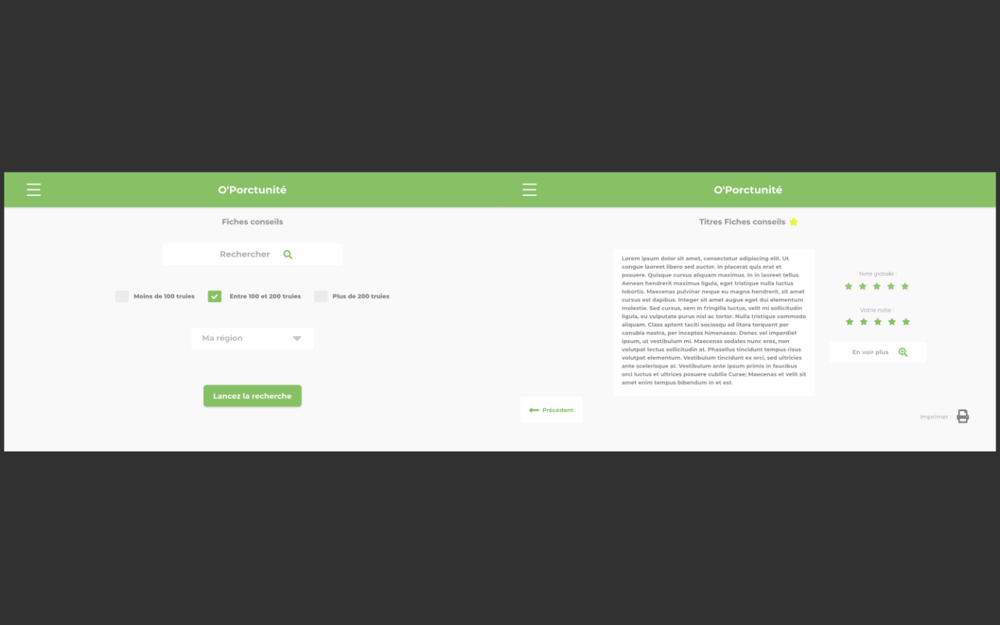 O'Porctunité
Fiches conseils
Rechercher
Moins de 100 truies
Entre 100 et 200 truies
Plus de 200 truies
Ma région
Lancez la recherche
O'Porctunité
Titres Fiches conseils
Lorem ipsum dolor sit amet, consectetur adipiscing elit. Ut
congue laoreet libero sed auctor. In placerat quis erat et
posuere. Quisque cursus aliquam maximus. In in laoreet tellus.
Aenean hendrerit maximus ligula, eget tristique nulla luctus
lobortis. Maecenas pulvinar neque eu magna hendrerit, sit amet
cursus est dapibus. Integer sit amet augue eget dui elementum
molestie. Sed cursus, sem in fringilla luctus, velit mi sollicitudin
ligula, eu vulputate purus nisl ac tortor. Nulla tristique commodo
aliquam. Class aptent taciti sociosqu ad litora torquent per
conubia nostra, per inceptos himenaeos. Donec vel imperdiet
ipsum, ut vestibulum mi. Maecenas sodales nunc eros, non
volutpat lectus sollicitudin at. Phasellus tincidunt tempus risus
volutpat elementum. Vestibulum tincidunt ex orci, sed ultricies
ante scelerisque at. Vestibulum ante ipsum primis in faucibus
orci luctus et ultrices posuere cubilia Curae; Maecenas et velit sit
amet enim tempus bibendum in et est.
Note globale :
Votre note :
En voir plus
Précédent
Imprimer :